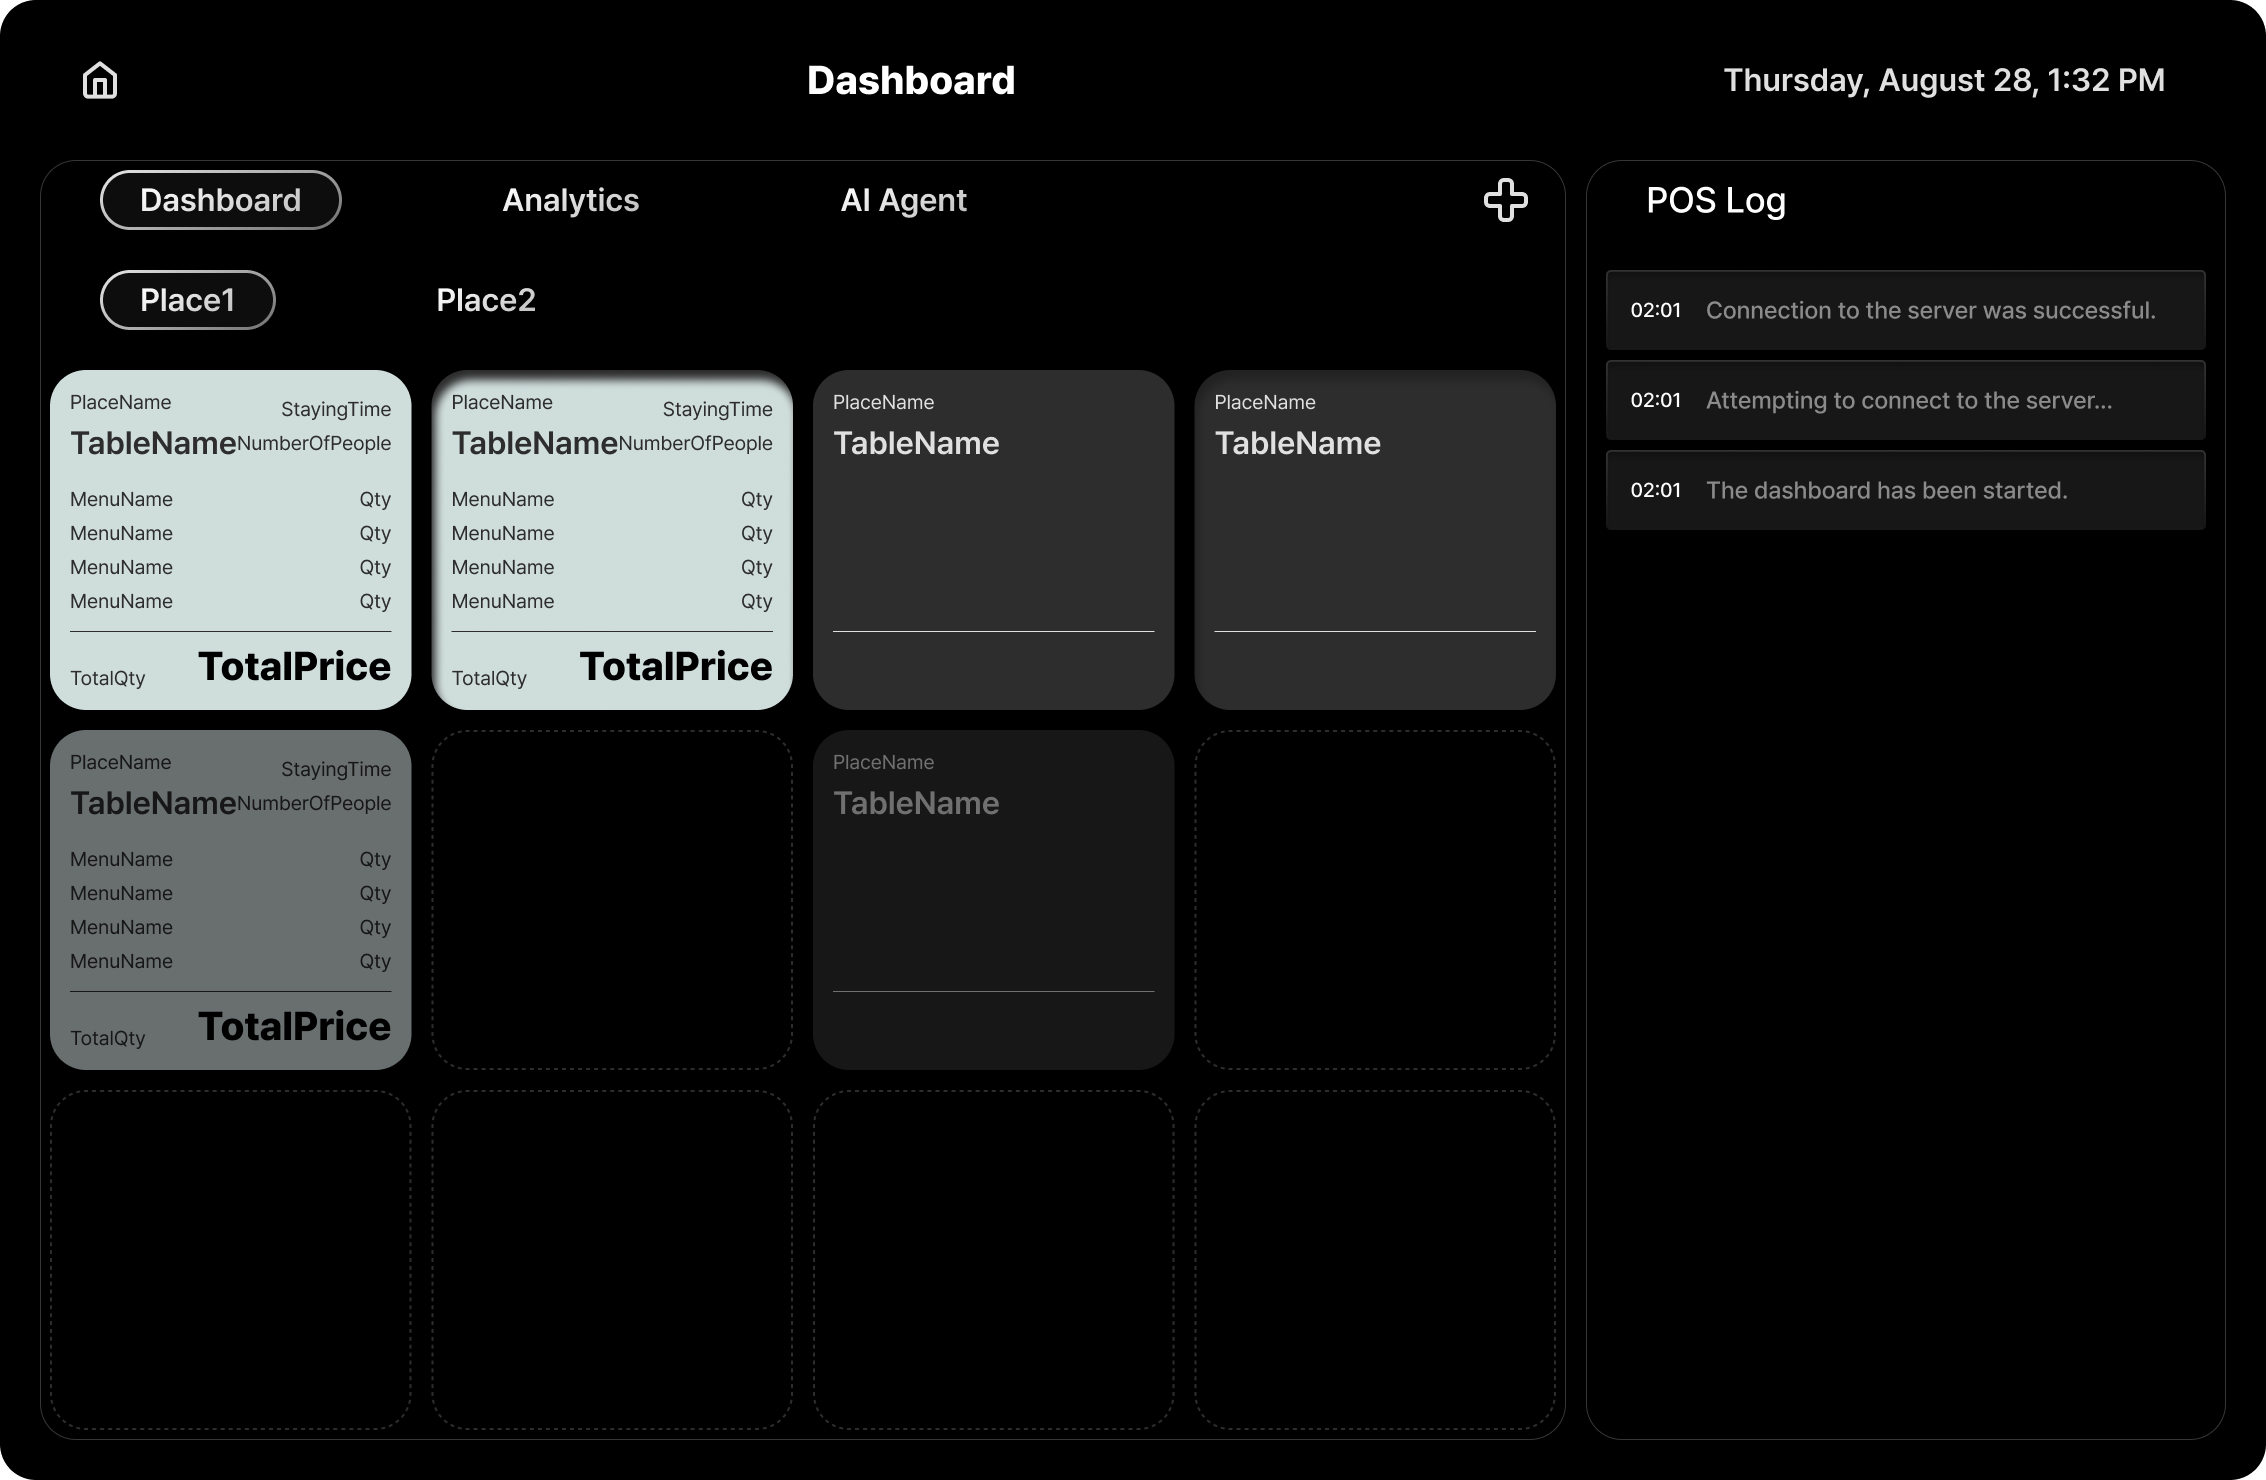 Dashboard
Thursday, August 28, 1:32 PM
Dashboard
Analytics
AI Agent
Place1
Place2
PlaceName
StayingTime
TableName
NumberOfPeople
MenuName Qty
MenuName Qty
MenuName Qty
MenuName Qty
TotalQty
TotalPrice
PlaceName
StayingTime
TableName
NumberOfPeople
MenuName Qty
MenuName Qty
MenuName Qty
MenuName Qty
TotalQty
TotalPrice
PlaceName
TableName
PlaceName
TableName
PlaceName
StayingTime
TableName
NumberOfPeople
MenuName Qty
MenuName Qty
MenuName Qty
MenuName Qty
TotalQty
TotalPrice
PlaceName
TableName
POS Log
02:01 Connection to the server was successful.
02:01 Attempting to connect to the server...
02:01 The dashboard has been started.